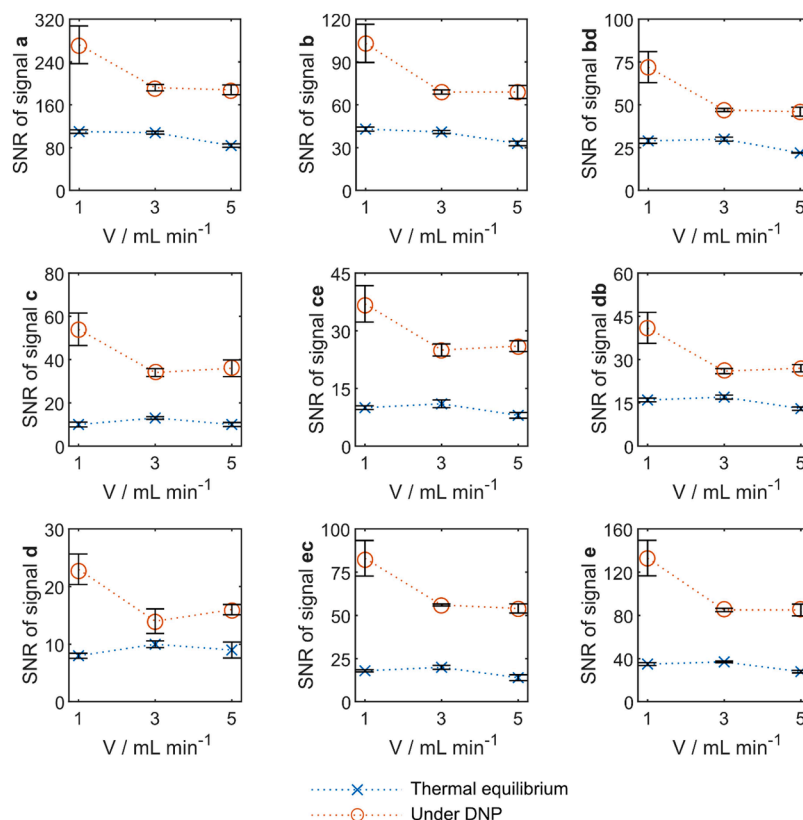 320
240
160
80
0
SNR of signal a
1 3 5
V / mL min⁻¹
120
90
60
30
0
SNR of signal b
1 3 5
V / mL min⁻¹
100
75
50
25
0
SNR of signal bd
1 3 5
V / mL min⁻¹
80
60
40
20
0
SNR of signal c
1 3 5
V / mL min⁻¹
45
30
15
0
SNR of signal ce
1 3 5
V / mL min⁻¹
60
45
30
15
0
SNR of signal db
1 3 5
V / mL min⁻¹
30
20
10
0
SNR of signal d
1 3 5
V / mL min⁻¹
100
75
50
25
0
SNR of signal ec
1 3 5
V / mL min⁻¹
160
120
80
40
0
SNR of signal e
1 3 5
V / mL min⁻¹
Thermal equilibrium
Under DNP